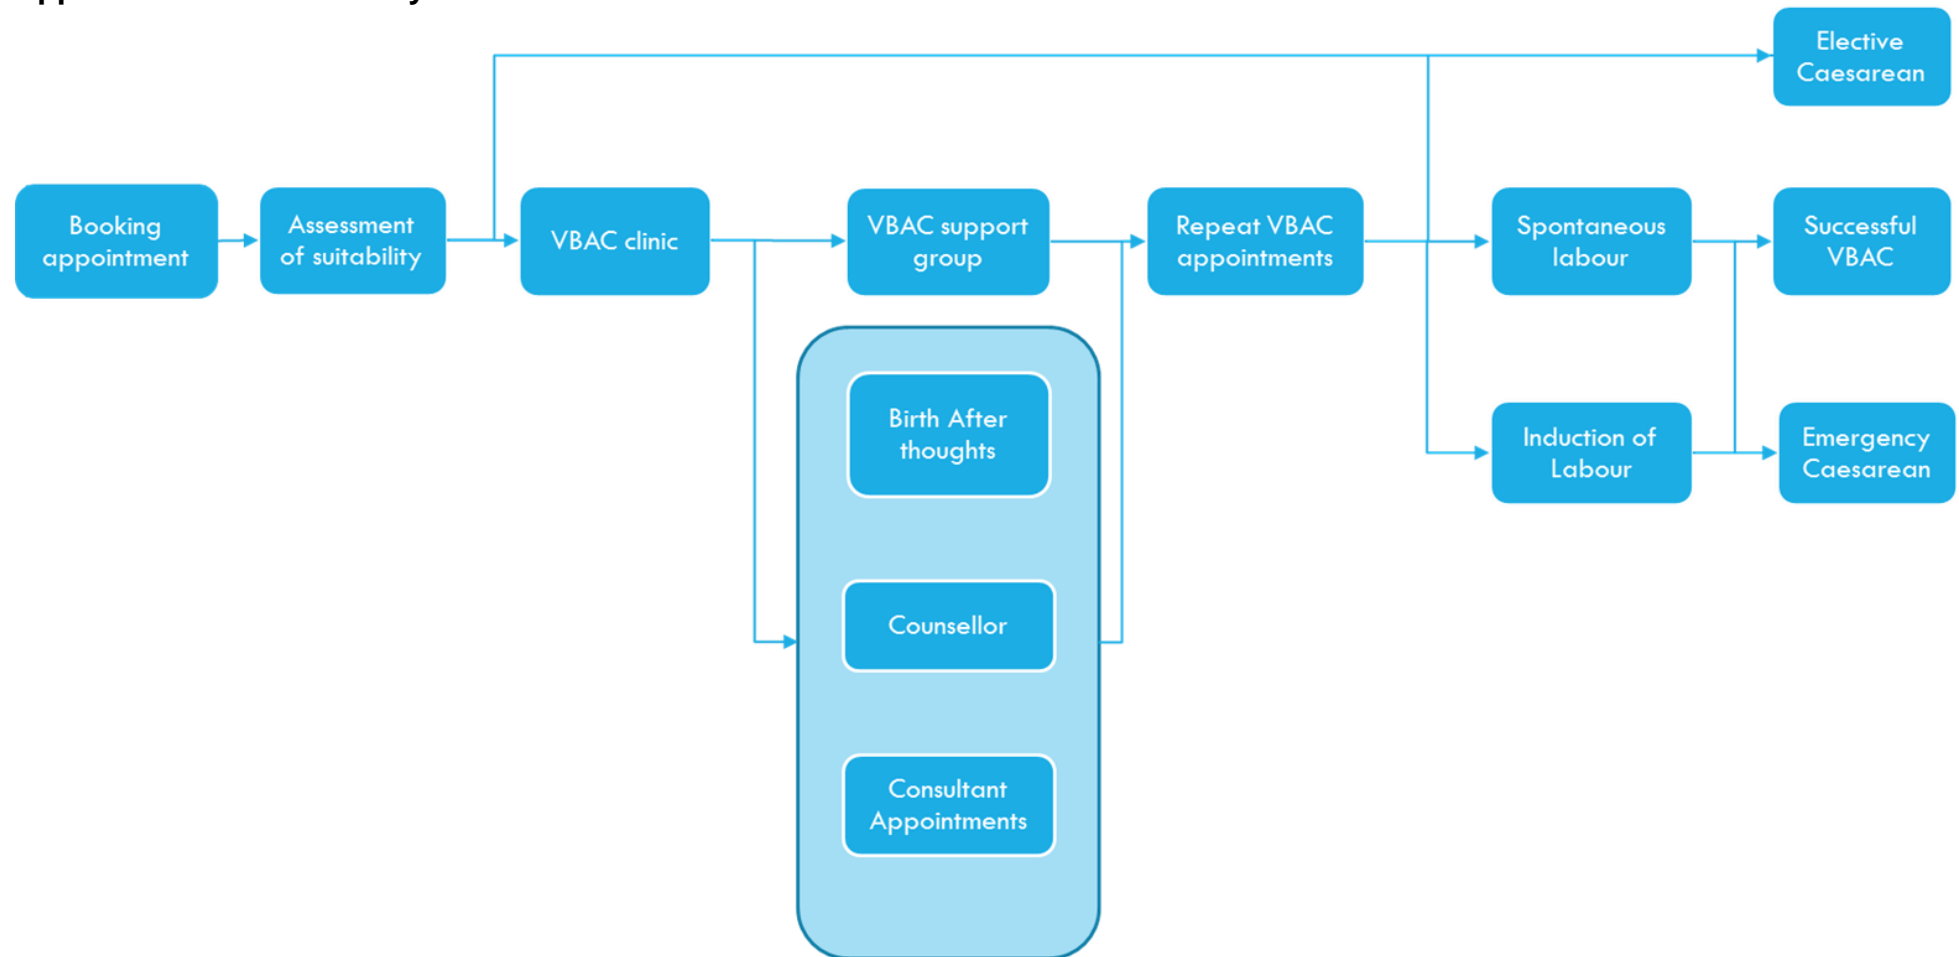 Elective
Caesarean
Booking
appointment
Assessment
of suitability
VBAC clinic
VBAC support
group
Repeat VBAC
appointments
Spontaneous
labour
Successful
VBAC
Birth After
thoughts
Counsellor
Consultant
Appointments
Induction of
Labour
Emergency
Caesarean